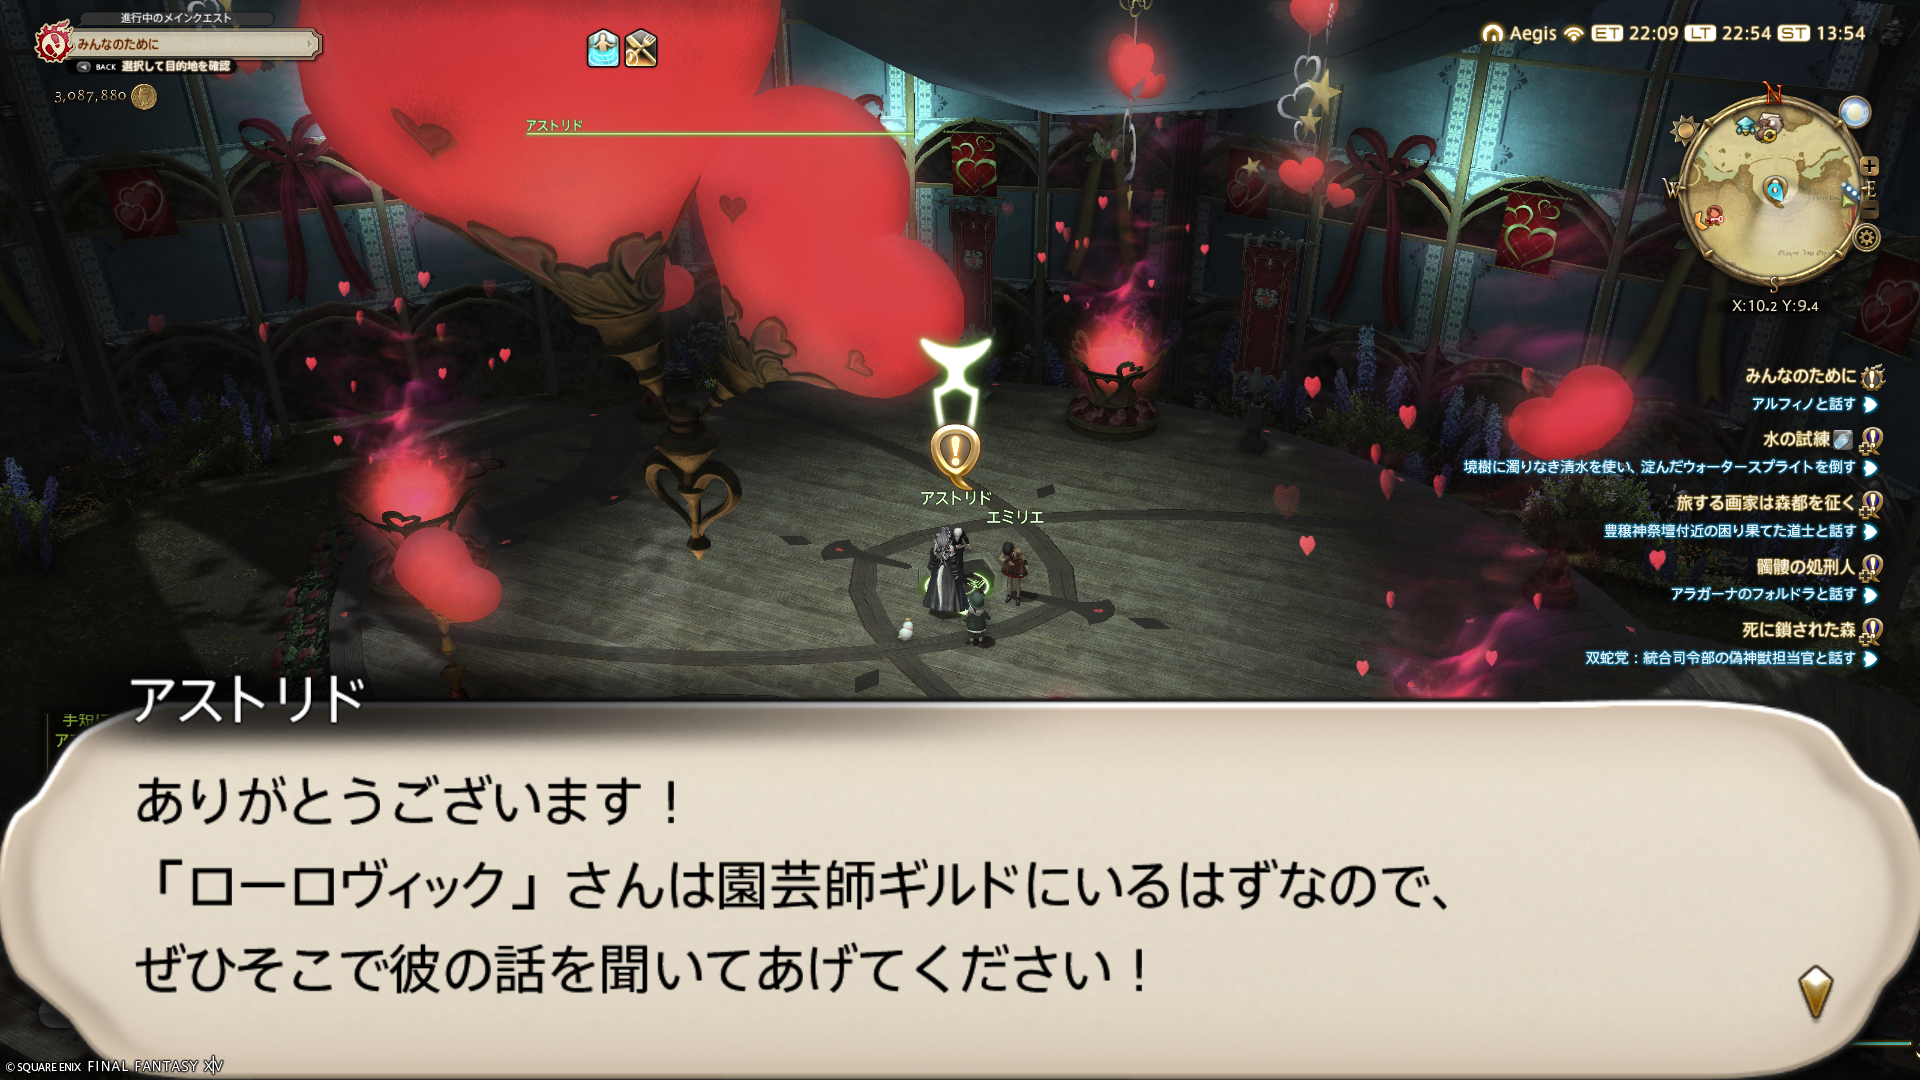 進行中のメインクエスト
みんなのために
BACK 選択して目的地を確認
3,087,880
アストリド
Aegis ET 22:09 LT 22:54 ST 13:54
N
W
E
S
X:10.2 Y:9.4
みんなのために
アルフィノと話す
水の試練
境樹に濁りなき清水を使い、淀んだウォータースプライトを倒す
旅する画家は森都を征く
豊穣神祭壇付近の困り果てた道士と話す
髑髏の処刑人
アラガーナのフォルドラと話す
死に鎖された森
双蛇党：統合司令部の偽神獣担当官と話す
アストリド
エミリエ
アストリド
ありがとうございます！
「ローロヴィック」さんは園芸師ギルドにいるはずなので、
ぜひそこで彼の話を聞いてあげてください！
© SQUARE ENIX FINAL FANTASY XIV